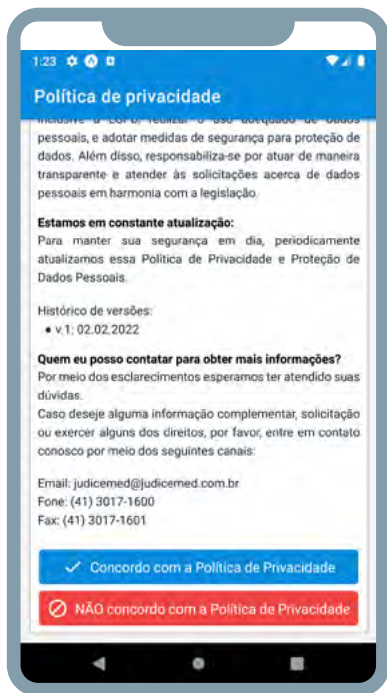 1:23
Política de privacidade
inclusive a LGPD, realizar o uso adequado de dados
pessoais, e adotar medidas de segurança para proteção de
dados. Além disso, responsabiliza-se por atuar de maneira
transparente e atender às solicitações acerca de dados
pessoais em harmonia com a legislação.
Estamos em constante atualização:
Para manter sua segurança em dia, periodicamente
atualizamos essa Política de Privacidade e Proteção de
Dados Pessoais.
Histórico de versões:
• v.1: 02.02.2022
Quem eu posso contatar para obter mais informações?
Por meio dos esclarecimentos esperamos ter atendido suas
dúvidas.
Caso deseje alguma informação complementar, solicitação
ou exercer alguns dos direitos, por favor, entre em contato
conosco por meio dos seguintes canais:
Email: judicemed@judicemed.com.br
Fone: (41) 3017-1600
Fax: (41) 3017-1601
Concordo com a Política de Privacidade
NÃO concordo com a Política de Privacidade